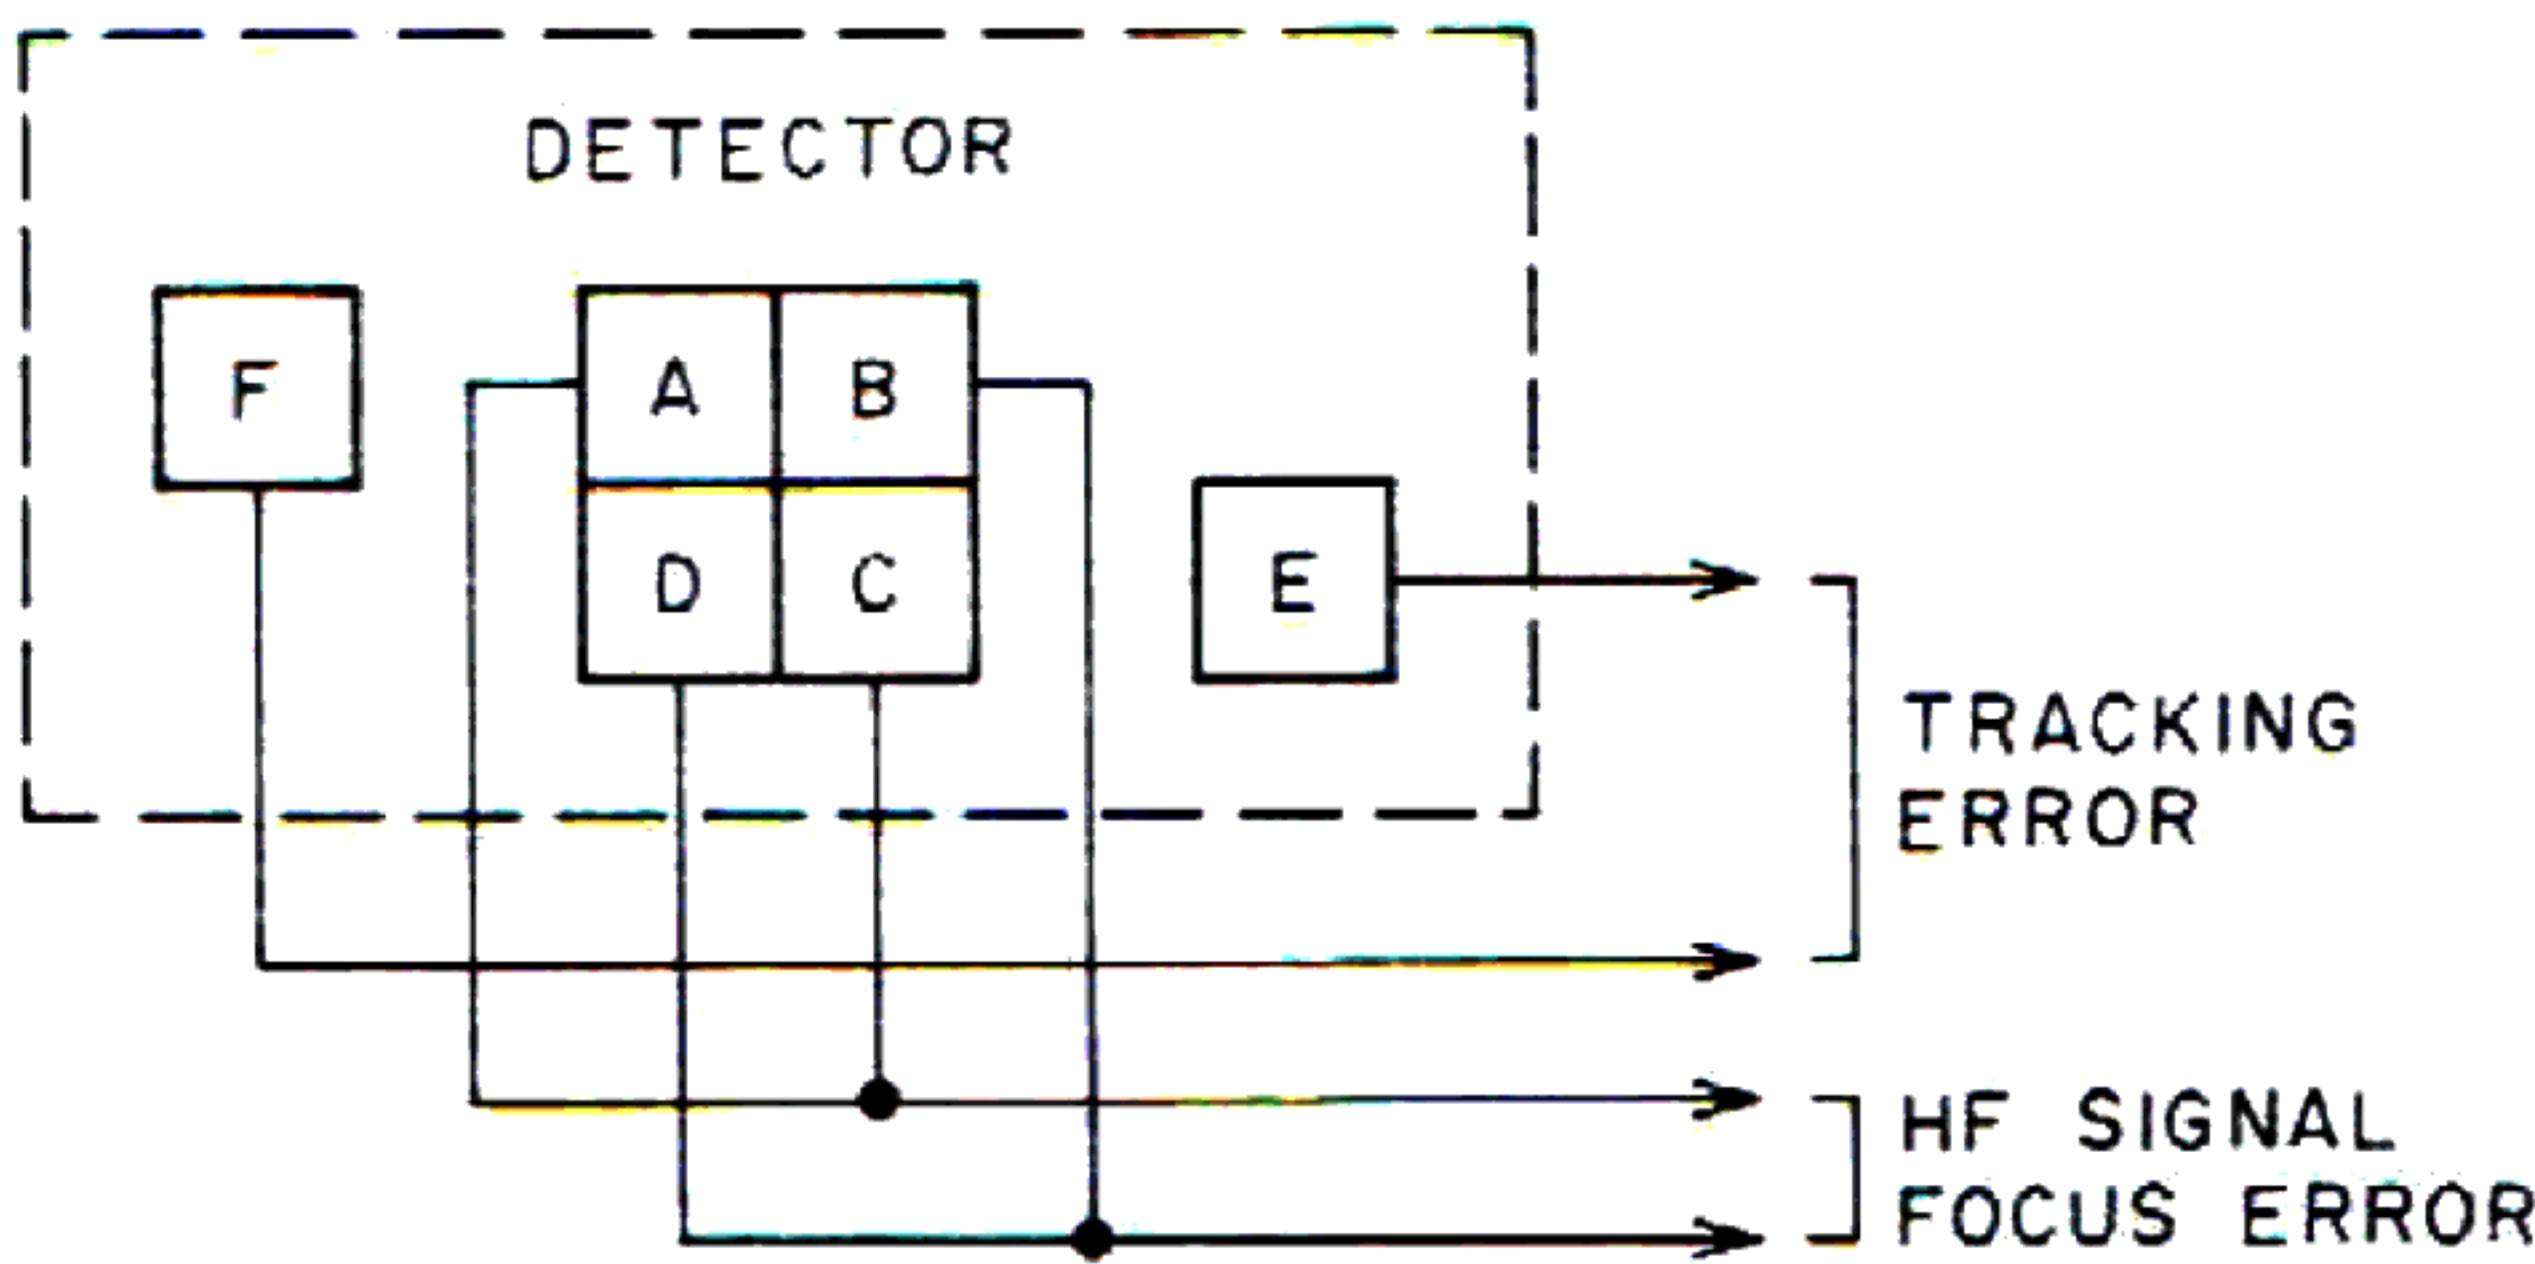 DETECTOR
F
A B
D C
E
TRACKING
ERROR
HF SIGNAL
FOCUS ERROR